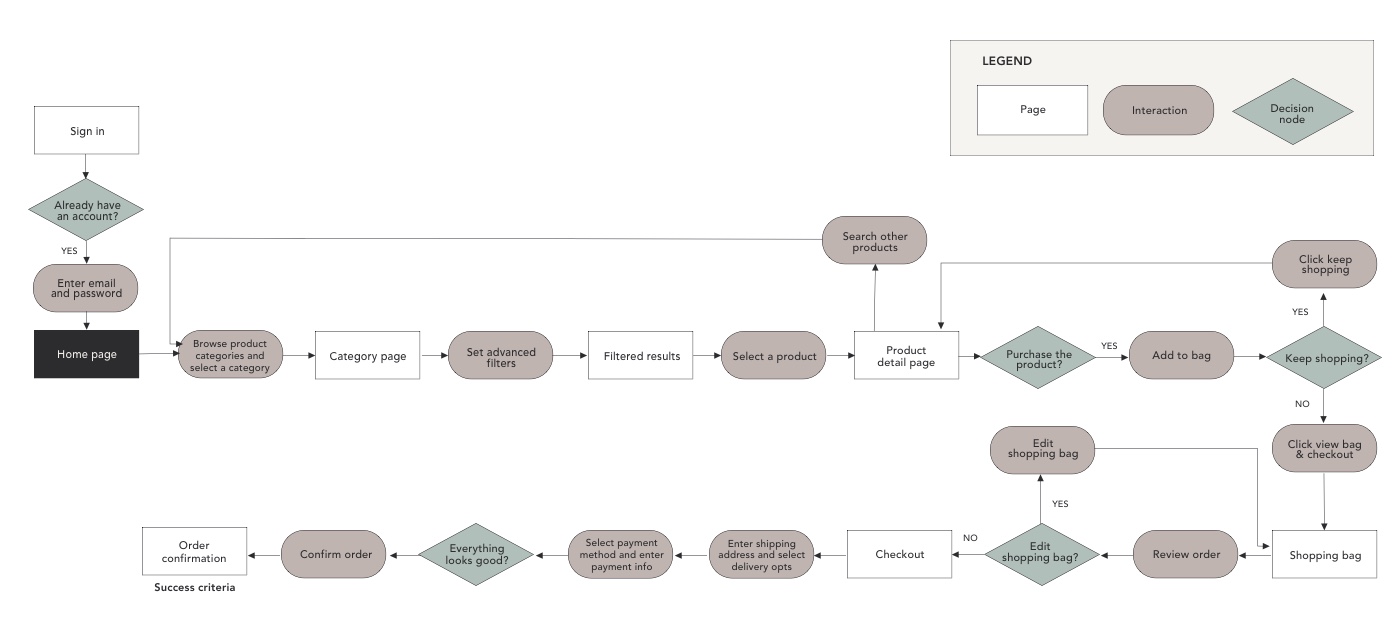 LEGEND
Page
Interaction
Decision
node
Sign in
Already have
an account?
YES
Enter email
and password
Home page
Browse product
categories and
select a category
Category page
Set advanced
filters
Filtered results
Select a product
Product
detail page
Search other
products
Purchase the
product?
YES
Add to bag
Keep shopping?
YES
Click keep
shopping
NO
Click view bag
& checkout
Shopping bag
Review order
Edit
shopping bag?
YES
Edit
shopping bag
NO
Checkout
Enter shipping
address and select
delivery opts
Select payment
method and enter
payment info
Everything
looks good?
Confirm order
Order
confirmation
Success criteria